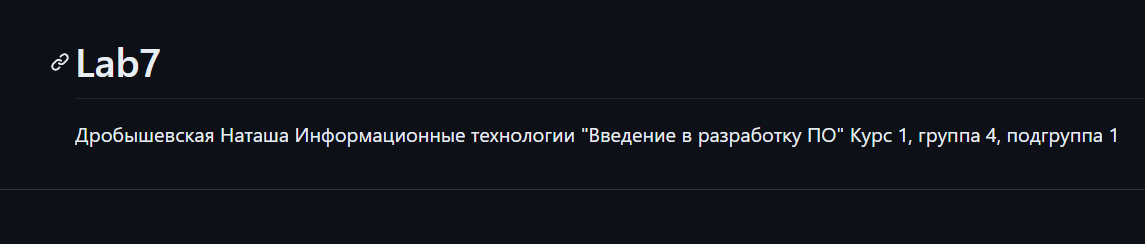 Lab7
Дробышевская Наташа Информационные технологии "Введение в разработку ПО" Курс 1, группа 4, подгруппа 1